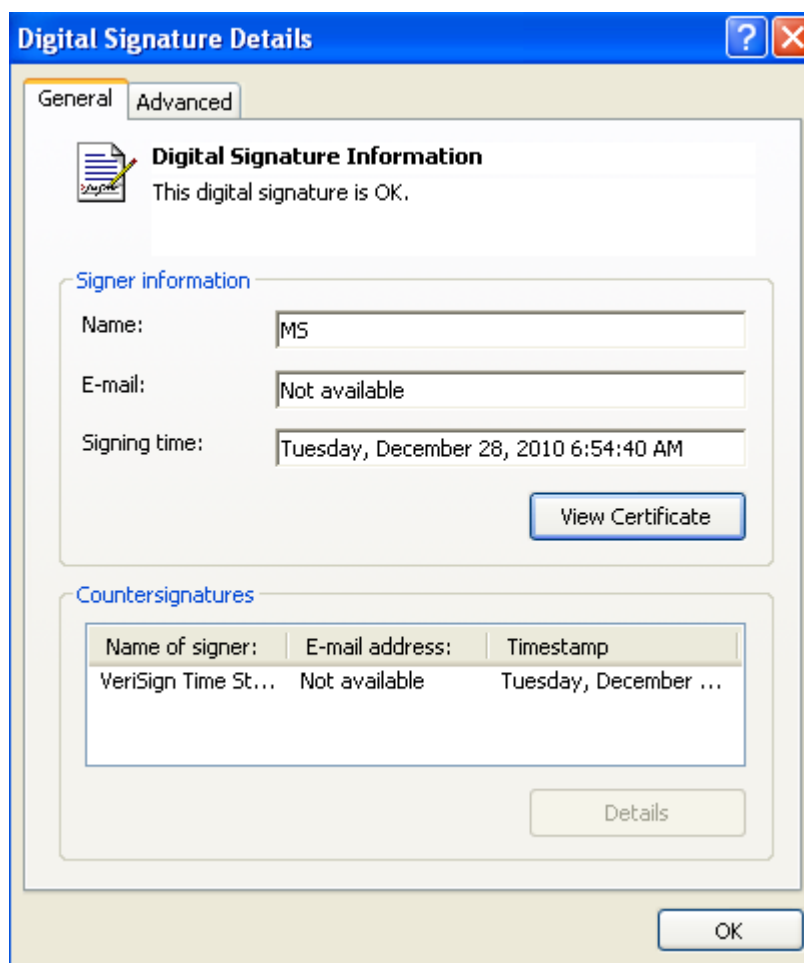 Digital Signature Details
General Advanced
Digital Signature Information
This digital signature is OK.
Signer information
Name: MS
E-mail: Not available
Signing time: Tuesday, December 28, 2010 6:54:40 AM
View Certificate
Countersignatures
Name of signer: E-mail address: Timestamp
VeriSign Time St... Not available Tuesday, December ...
Details
OK